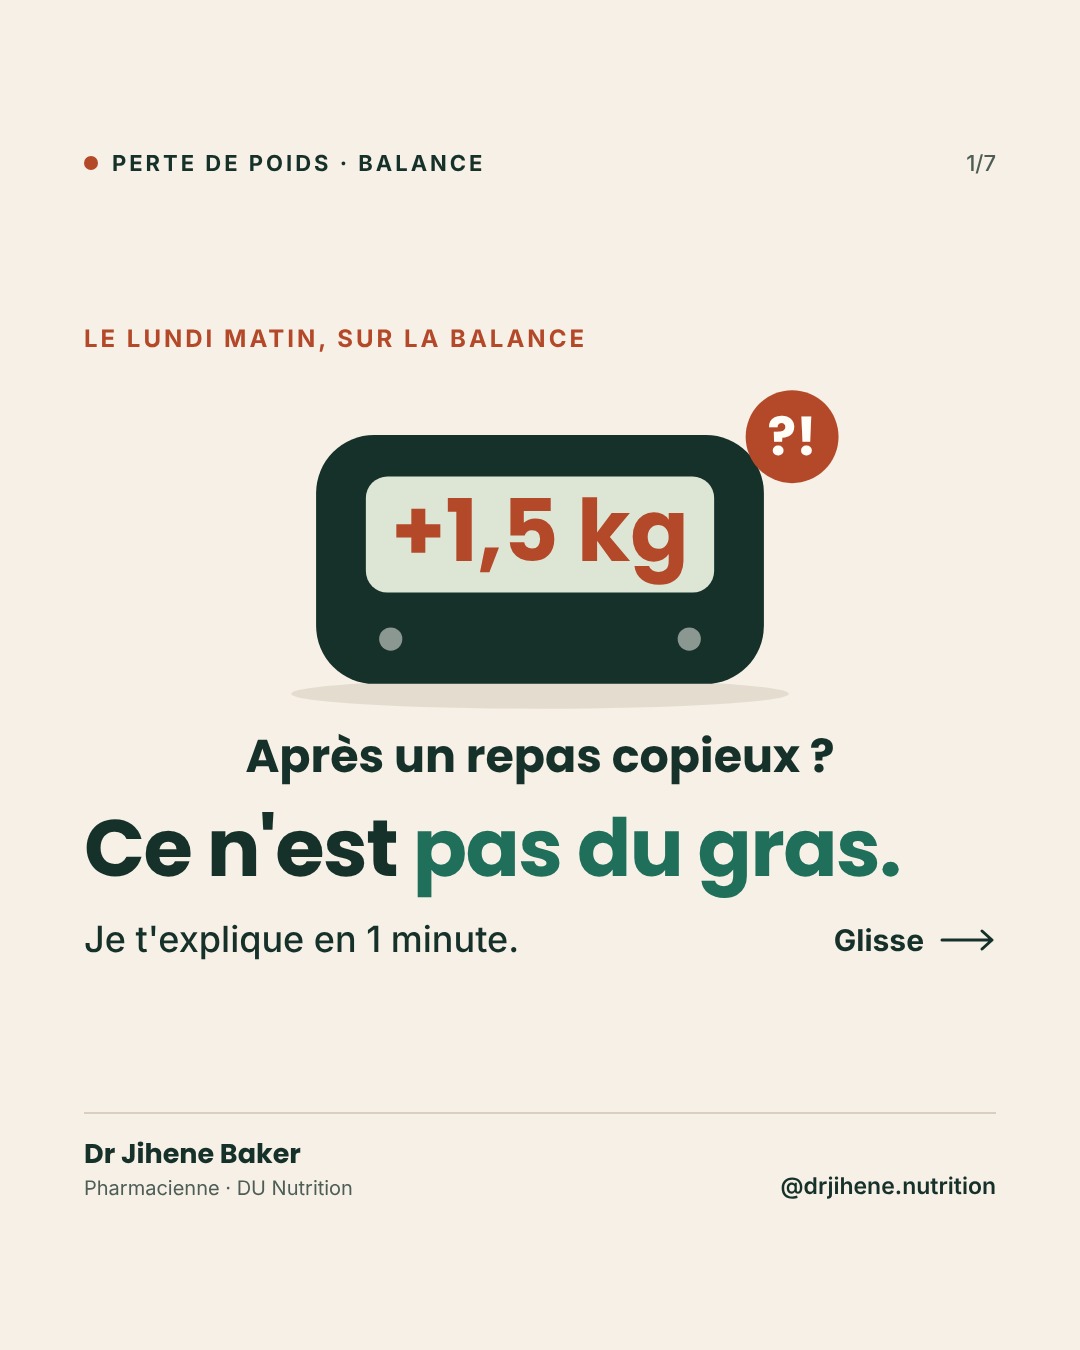 PERTE DE POIDS · BALANCE
1/7
LE LUNDI MATIN, SUR LA BALANCE
?!
+1,5 kg
Après un repas copieux ?
Ce n'est pas du gras.
Je t'explique en 1 minute.
Glisse →
Dr Jihene Baker
Pharmacienne · DU Nutrition
@drjihene.nutrition